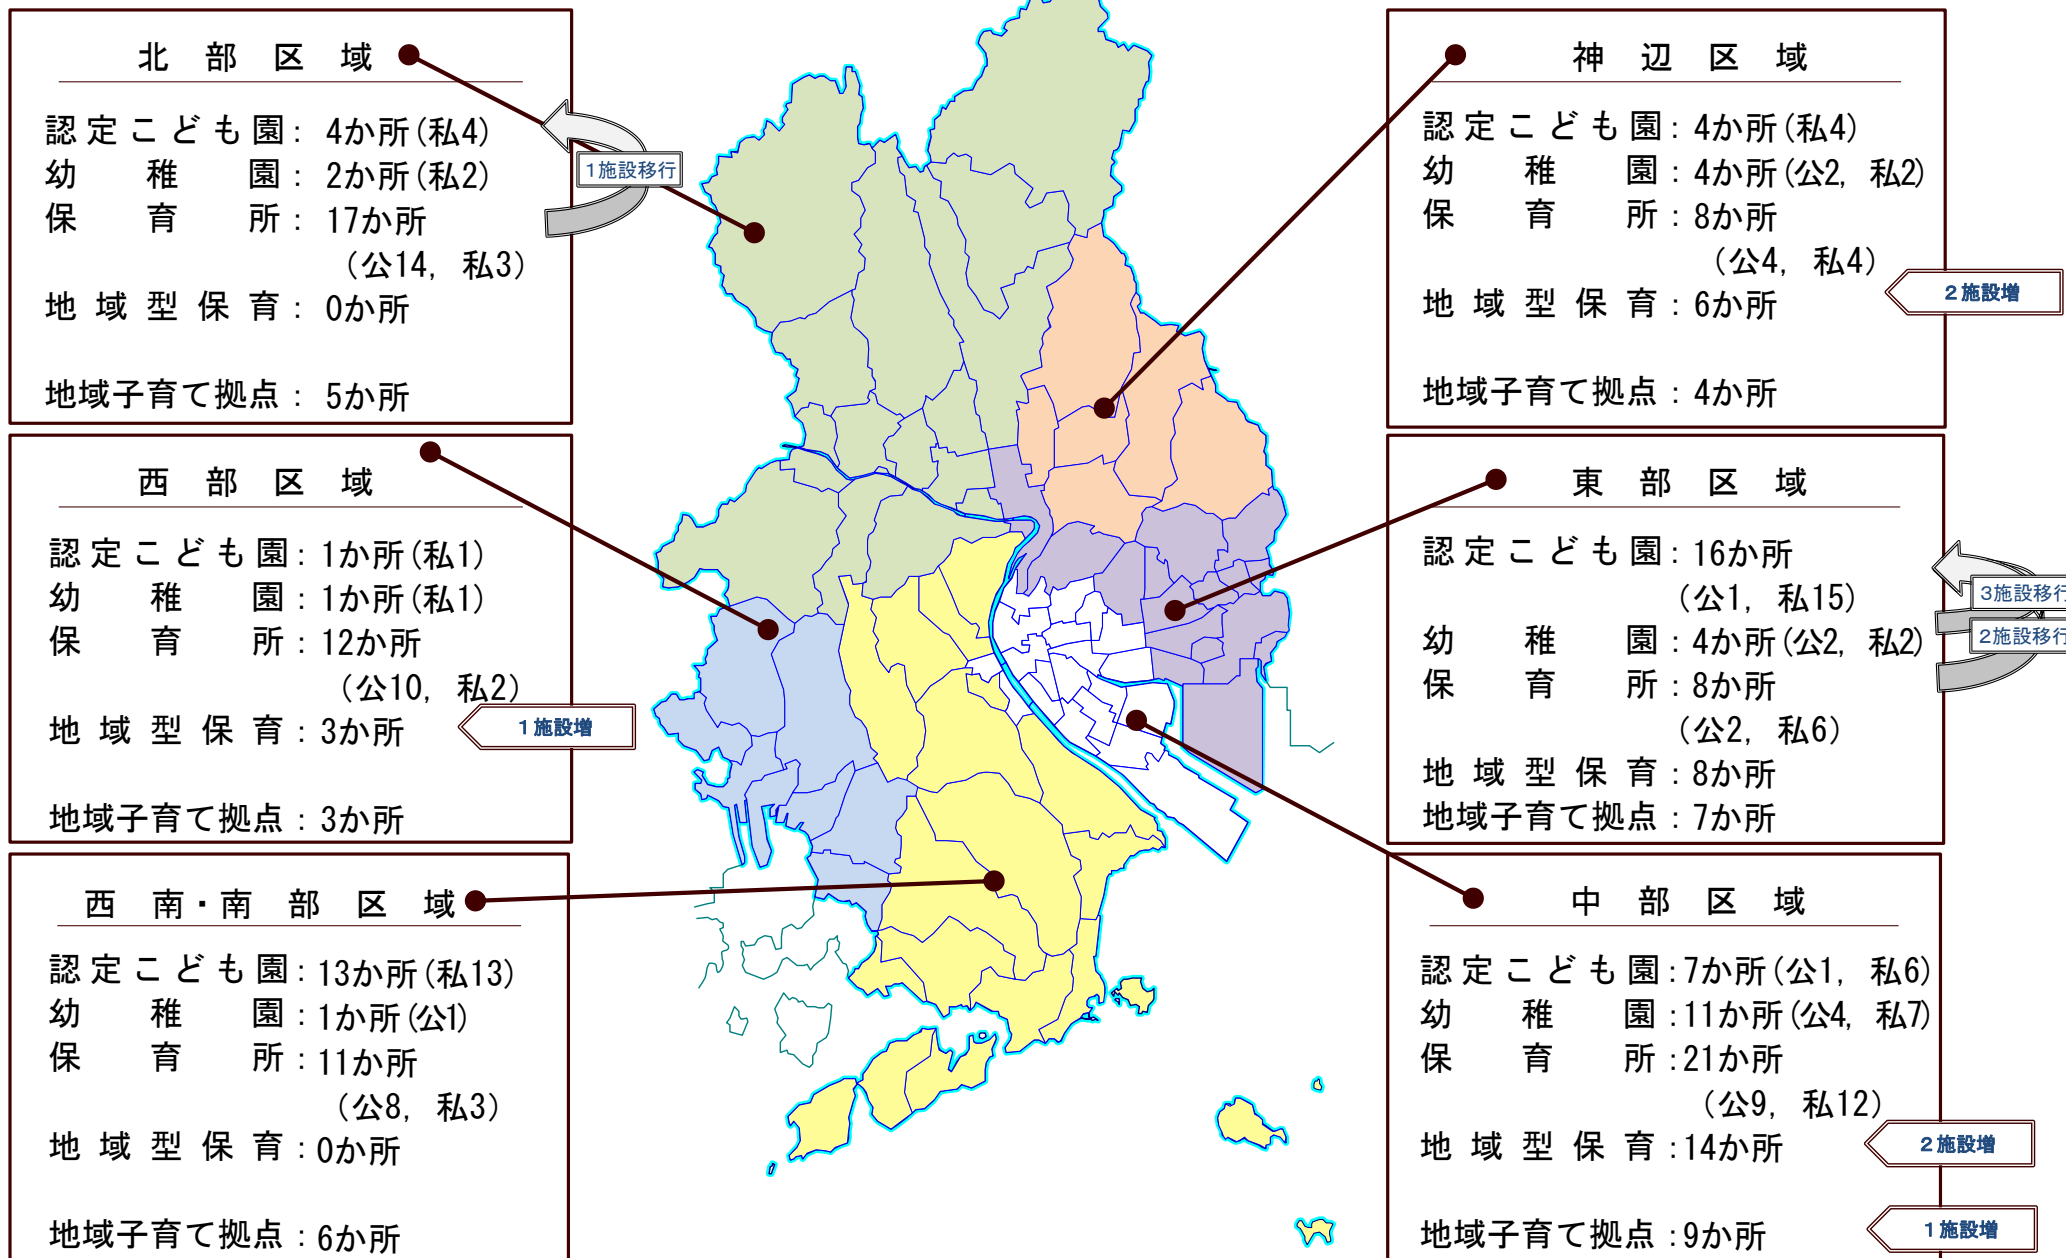 北部区域
認定こども園：4か所(私4)
幼稚園：2か所(私2)
保育所：17か所
(公14, 私3)
地域型保育：0か所
地域子育て拠点：5か所
1施設移行
西部区域
認定こども園：1か所(私1)
幼稚園：1か所(私1)
保育所：12か所
(公10, 私2)
地域型保育：3か所
1施設増
地域子育て拠点：3か所
西南・南部区域
認定こども園：13か所(私13)
幼稚園：1か所(公1)
保育所：11か所
(公8, 私3)
地域型保育：0か所
地域子育て拠点：6か所
神辺区域
認定こども園：4か所(私4)
幼稚園：4か所(公2, 私2)
保育所：8か所
(公4, 私4)
地域型保育：6か所
2施設増
地域子育て拠点：4か所
東部区域
認定こども園：16か所
(公1, 私15)
幼稚園：4か所(公2, 私2)
保育所：8か所
(公2, 私6)
地域型保育：8か所
地域子育て拠点：7か所
3施設移行
2施設移行
中部区域
認定こども園：7か所(公1, 私6)
幼稚園：11か所(公4, 私7)
保育所：21か所
(公9, 私12)
地域型保育：14か所
2施設増
地域子育て拠点：9か所
1施設増